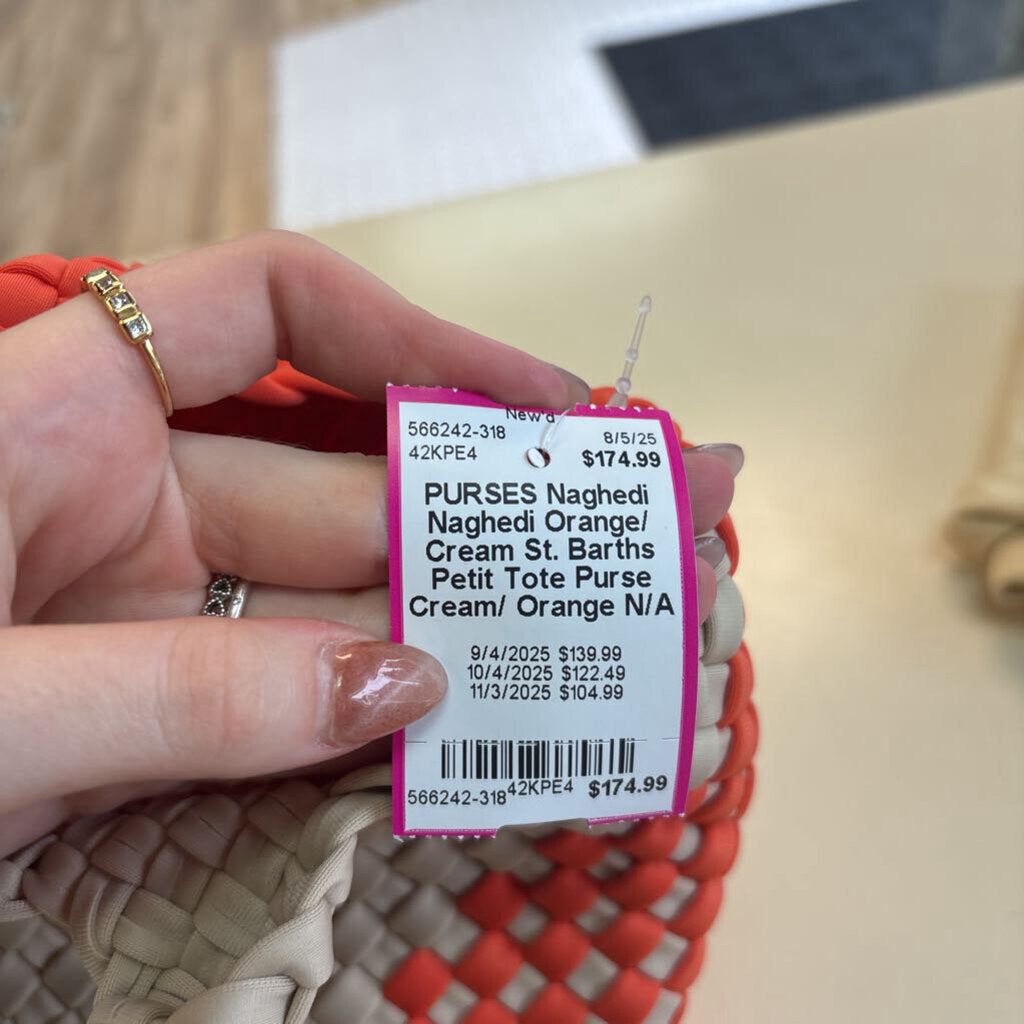 New'd
566242-318 8/5/25
42KPE4 $174.99
PURSES Naghedi
Naghedi Orange/
Cream St. Barths
Petit Tote Purse
Cream/ Orange N/A
9/4/2025 $139.99
10/4/2025 $122.49
11/3/2025 $104.99
566242-318 42KPE4 $174.99